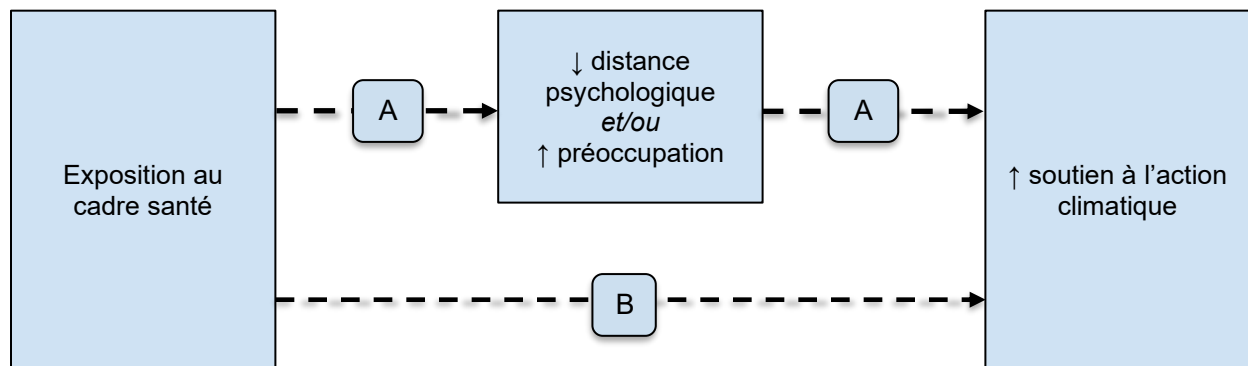 Exposition au
cadre santé
A
↓ distance
psychologique
et/ou
↑ préoccupation
A
↑ soutien à l’action
climatique
B